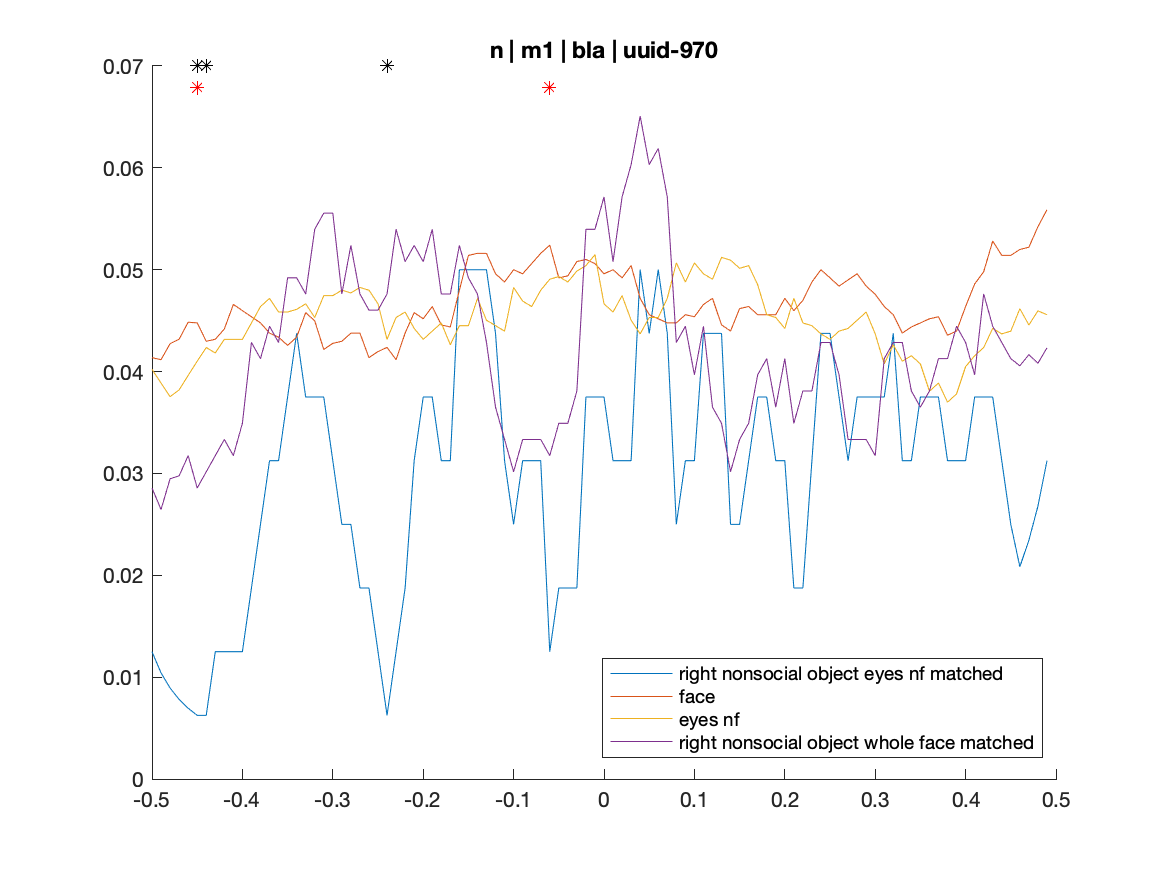 n | m1 | bla | uuid-970
0.07
0.06
0.05
0.04
0.03
0.02
0.01
0
-0.5 -0.4 -0.3 -0.2 -0.1 0 0.1 0.2 0.3 0.4 0.5
right nonsocial object eyes nf matched
face
eyes nf
right nonsocial object whole face matched